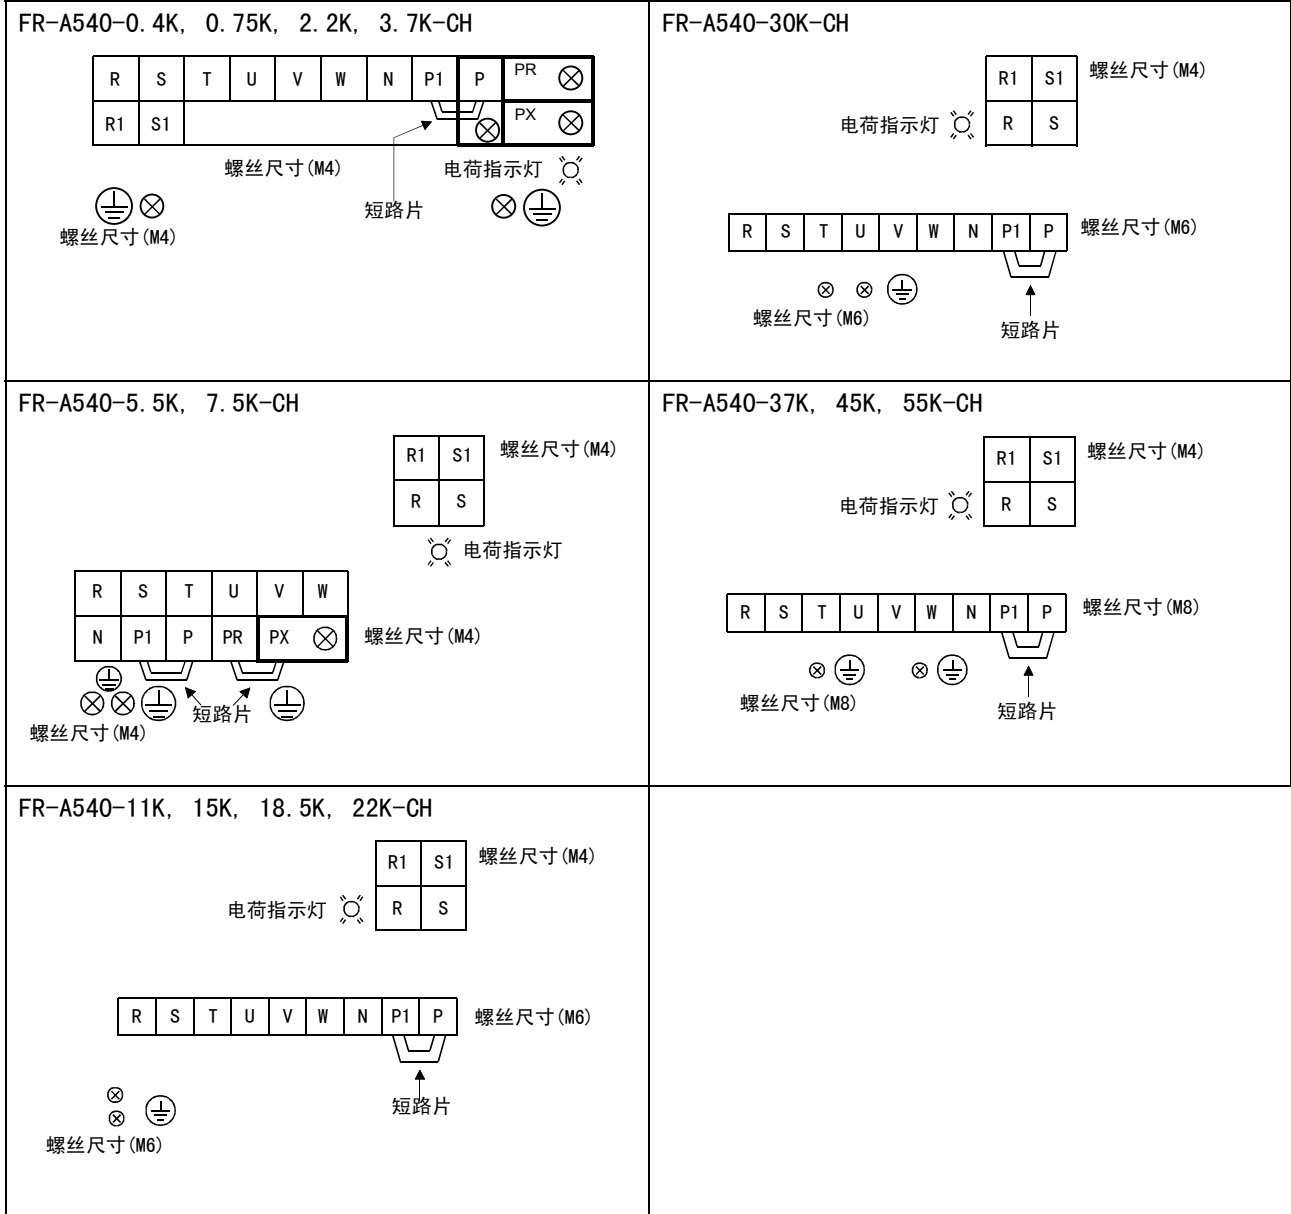 FR-A540-0.4K, 0.75K, 2.2K, 3.7K-CH
R S T U V W N P1 P PR
R1 S1 PX
螺丝尺寸(M4)
电荷指示灯
短路片
螺丝尺寸(M4)
FR-A540-30K-CH
R1 S1 螺丝尺寸(M4)
电荷指示灯 R S
R S T U V W N P1 P 螺丝尺寸(M6)
螺丝尺寸(M6)
短路片
FR-A540-5.5K, 7.5K-CH
R1 S1 螺丝尺寸(M4)
R S
电荷指示灯
R S T U V W
N P1 P PR PX 螺丝尺寸(M4)
短路片
螺丝尺寸(M4)
FR-A540-37K, 45K, 55K-CH
R1 S1 螺丝尺寸(M4)
电荷指示灯 R S
R S T U V W N P1 P 螺丝尺寸(M8)
螺丝尺寸(M8)
短路片
FR-A540-11K, 15K, 18.5K, 22K-CH
R1 S1 螺丝尺寸(M4)
电荷指示灯 R S
R S T U V W N P1 P 螺丝尺寸(M6)
短路片
螺丝尺寸(M6)